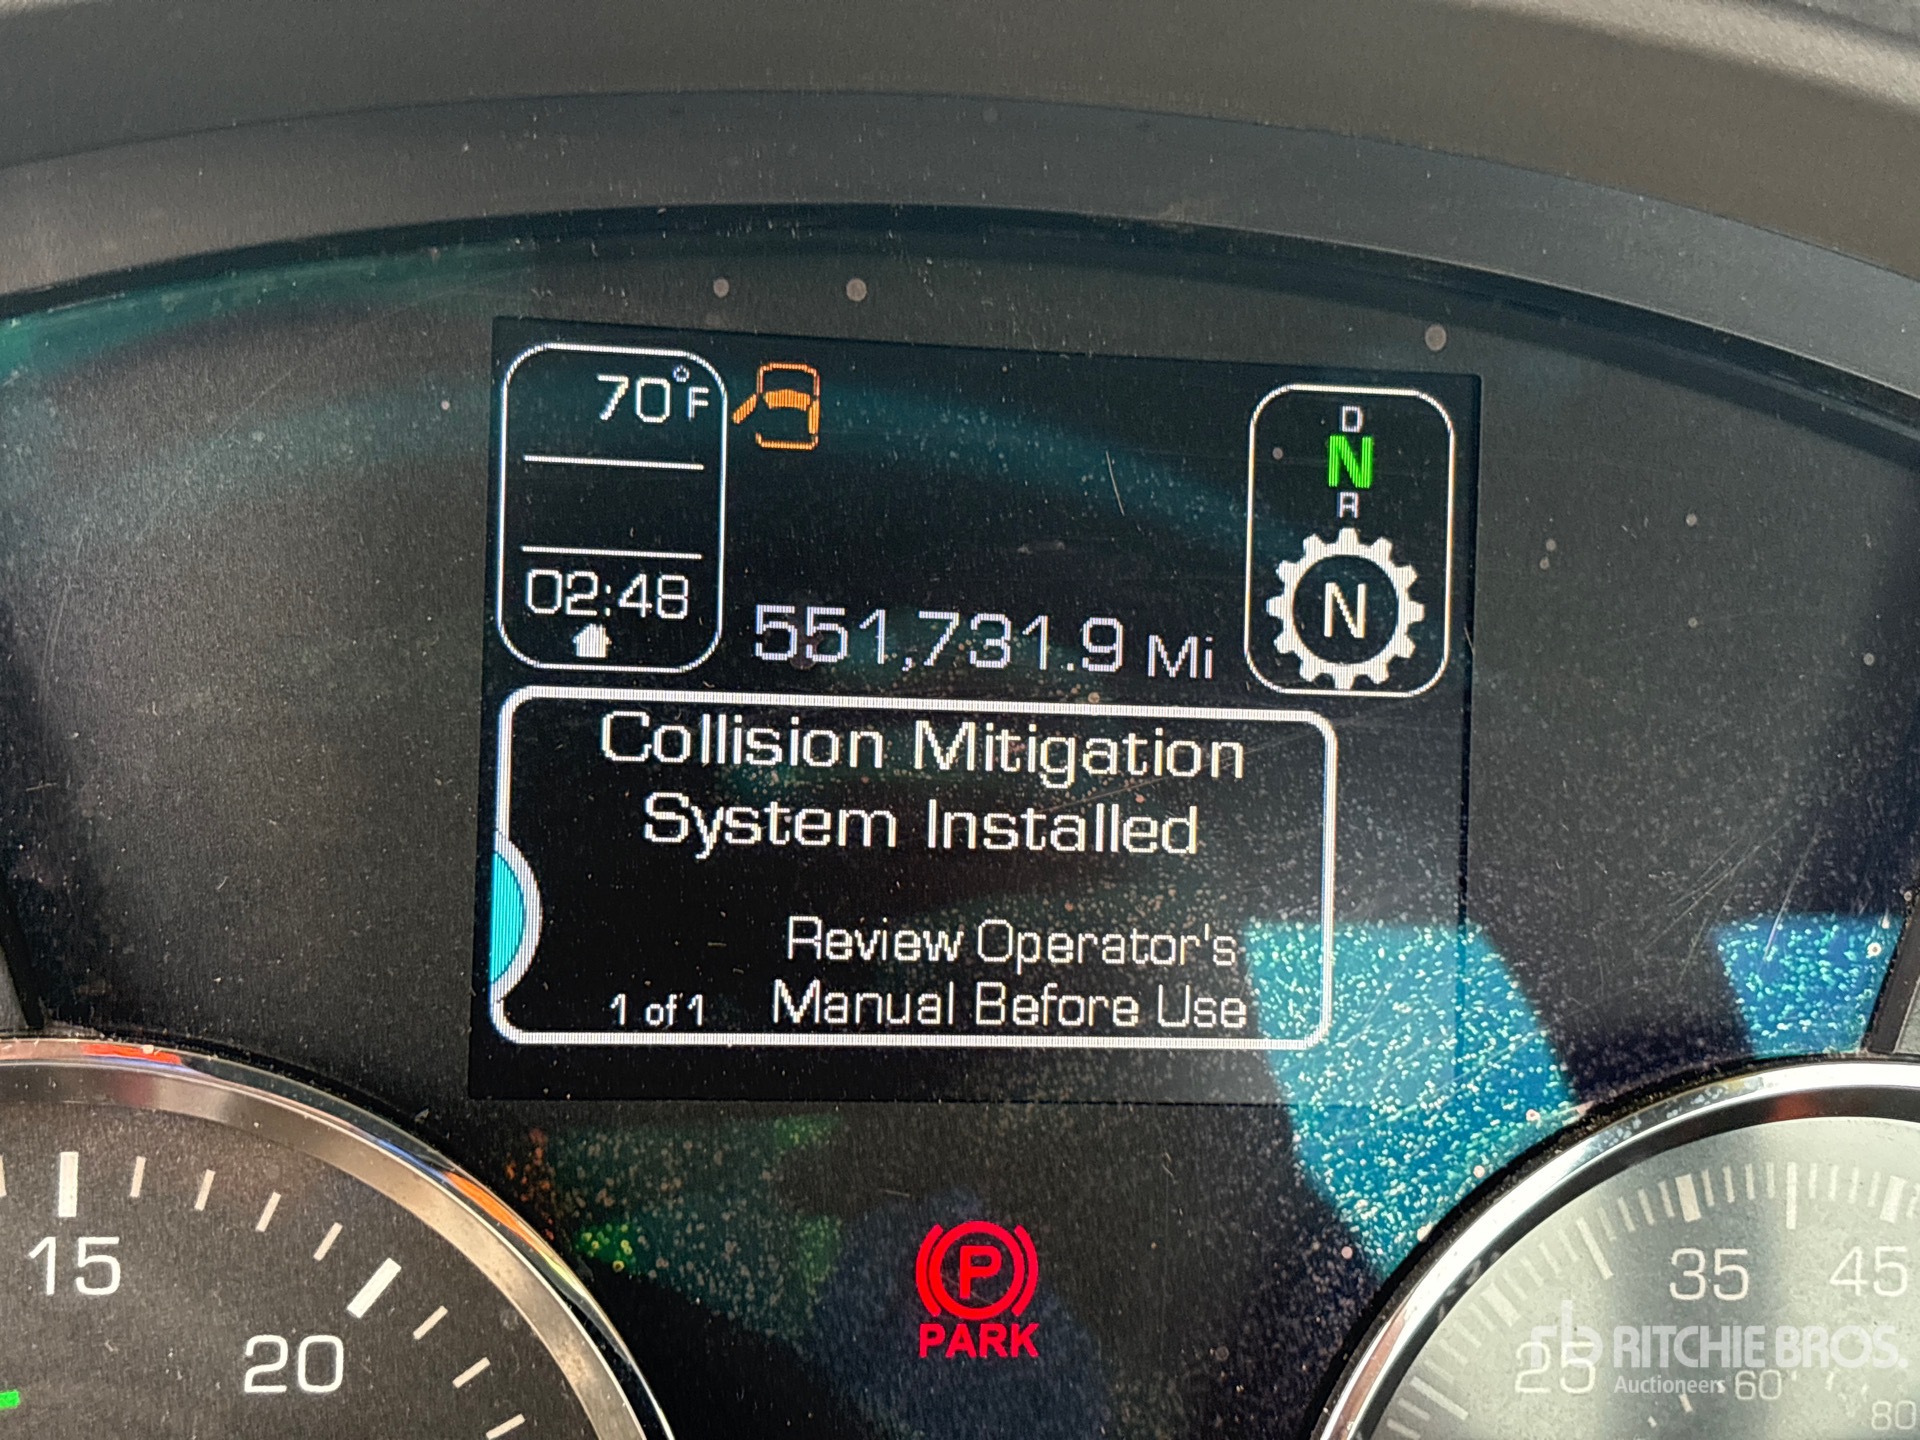 70°F
02:48
551,731.9 Mi
D
N
R
N
Collision Mitigation
System Installed
Review Operator's
Manual Before Use
1 of 1
P
PARK
15
20
25
35
45
60
80
rb RITCHIE BROS.
Auctioneers